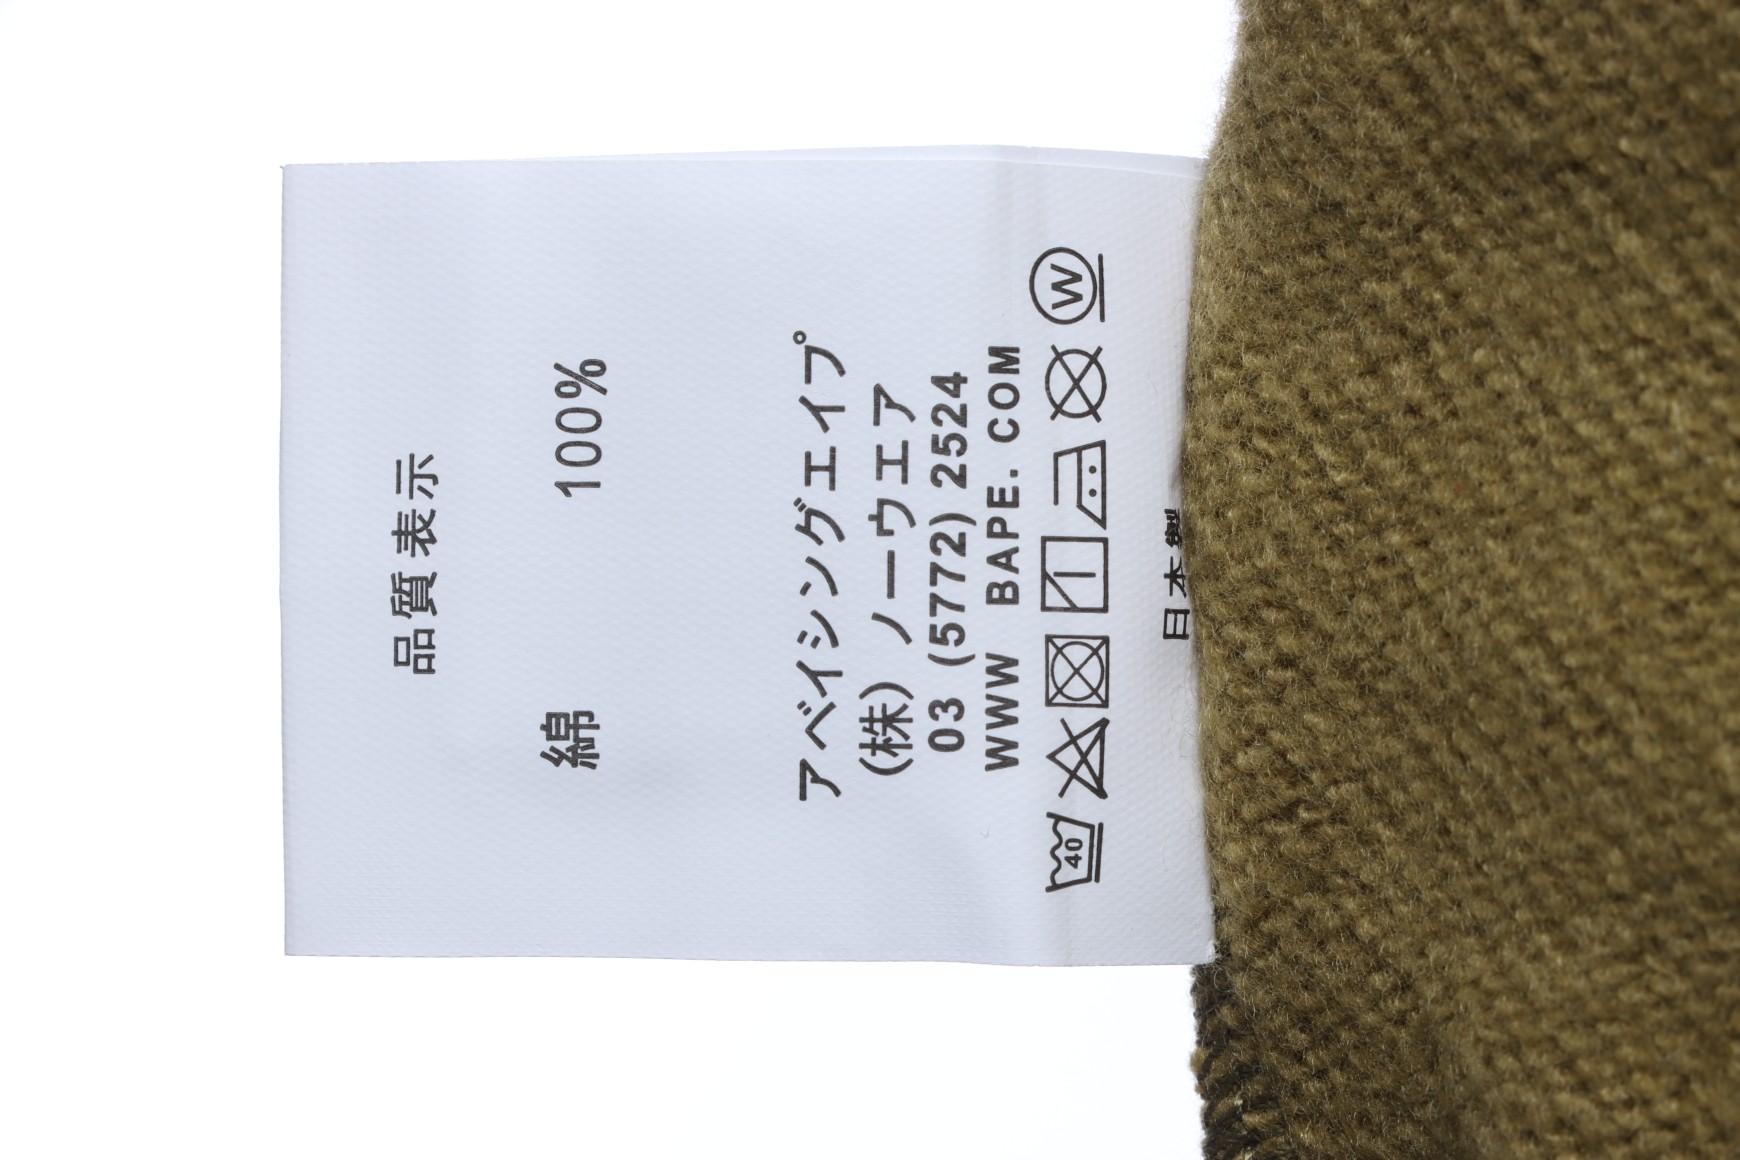 品質表示
綿 100%
アベイシングエイプ
(株) ノーウエア
03 (5772) 2524
WWW BAPE.COM
40 W
日本製